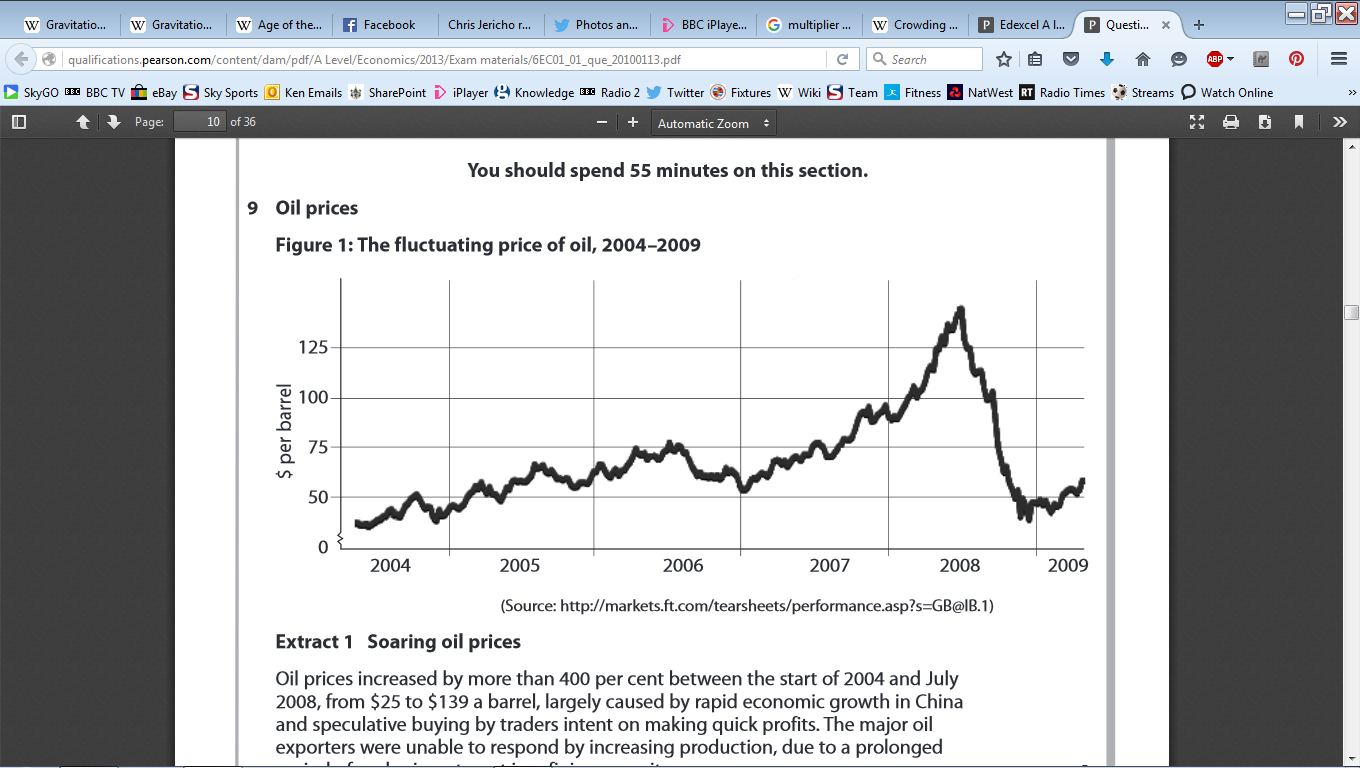 Gravitatio...
Gravitatio...
Age of the...
Facebook
Chris Jericho r...
Photos an...
BBC iPlaye...
multiplier ...
Crowding ...
Edexcel A l...
Questi...
qualifications.pearson.com/content/dam/pdf/A Level/Economics/2013/Exam materials/6EC01_01_que_20100113.pdf
Search
ABP
SkyGO BBC TV eBay Sky Sports Ken Emails SharePoint iPlayer Knowledge Radio 2 Twitter Fixtures Wiki Team Fitness NatWest Radio Times Streams Watch Online
Page: 10 of 36
Automatic Zoom
You should spend 55 minutes on this section.
9 Oil prices
Figure 1: The fluctuating price of oil, 2004–2009
$ per barrel
125
100
75
50
0
2004 2005 2006 2007 2008 2009
(Source: http://markets.ft.com/tearsheets/performance.asp?s=GB@IB.1)
Extract 1 Soaring oil prices
Oil prices increased by more than 400 per cent between the start of 2004 and July
2008, from $25 to $139 a barrel, largely caused by rapid economic growth in China
and speculative buying by traders intent on making quick profits. The major oil
exporters were unable to respond by increasing production, due to a prolonged